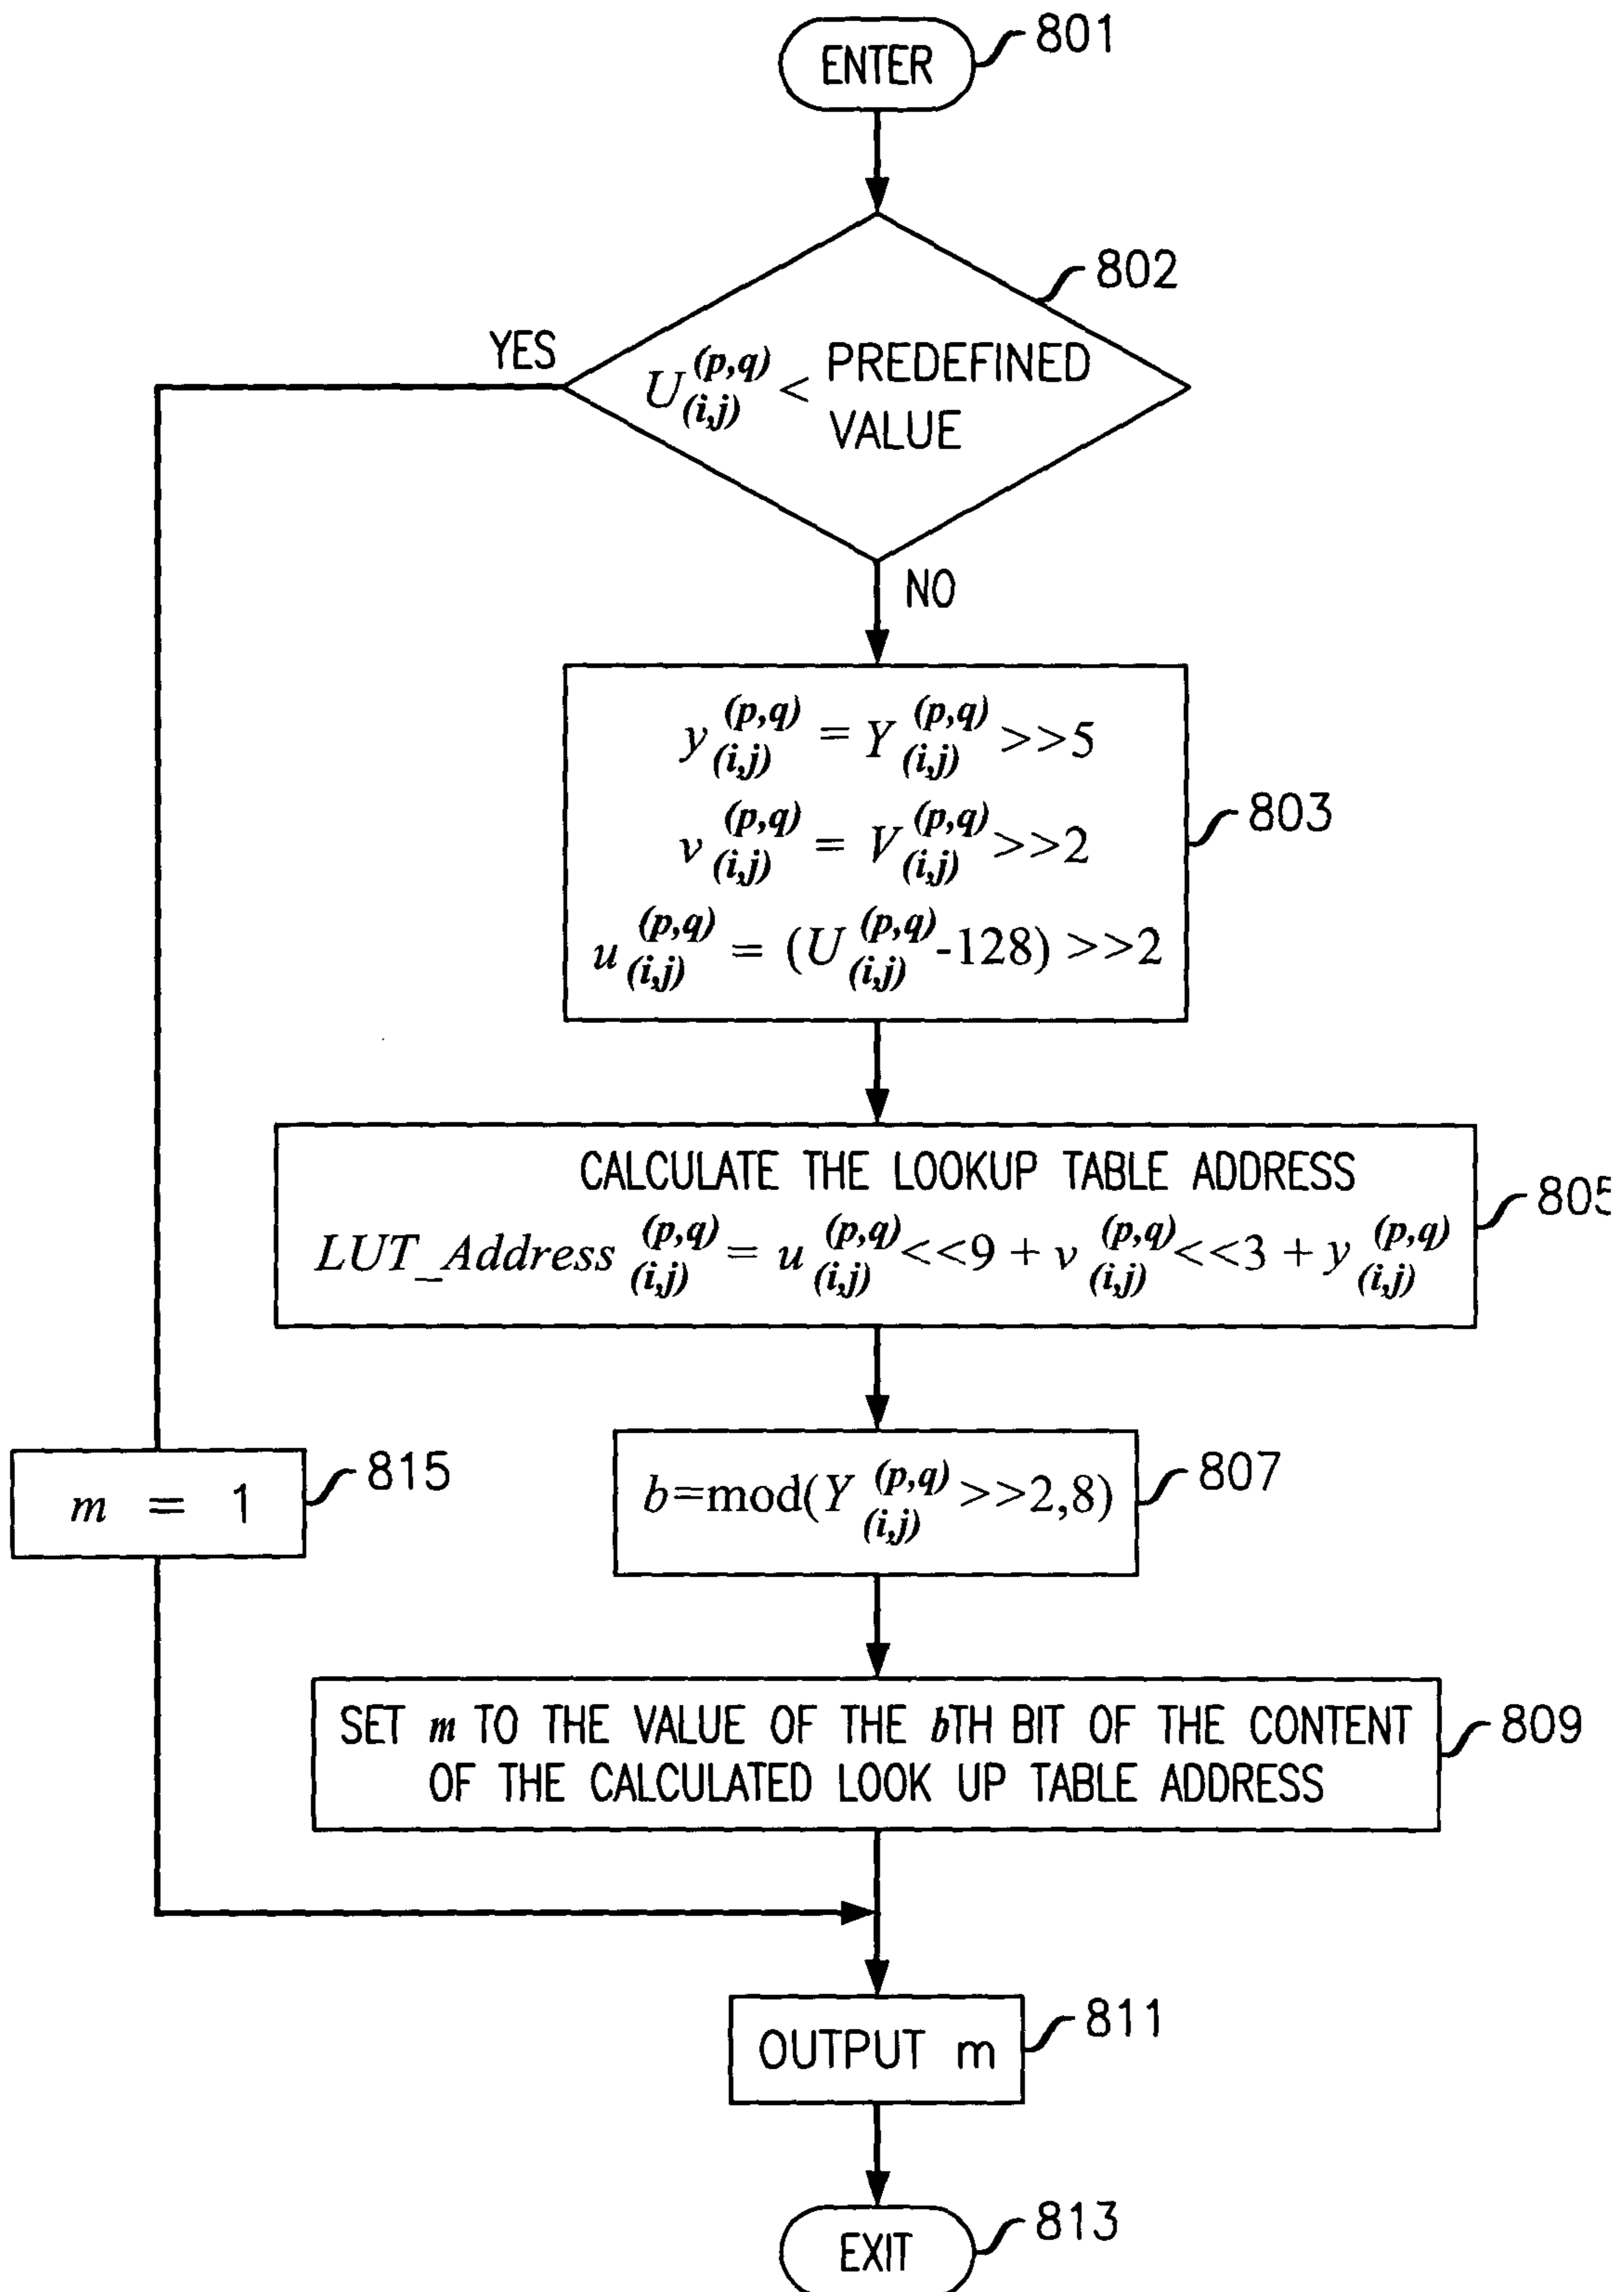 ENTER
801
802
YES
U(i,j)(p,q) < PREDEFINED
VALUE
NO
y(i,j)(p,q) = Y(i,j)(p,q) >>5
v(i,j)(p,q) = V(i,j)(p,q) >>2
u(i,j)(p,q) = (U(i,j)(p,q)-128) >>2
803
CALCULATE THE LOOKUP TABLE ADDRESS
LUT_Address(i,j)(p,q) = u(i,j)(p,q)<<9 + v(i,j)(p,q)<<3 + y(i,j)(p,q)
805
m = 1
815
b=mod(Y(i,j)(p,q)>>2,8)
807
SET m TO THE VALUE OF THE bTH BIT OF THE CONTENT
OF THE CALCULATED LOOK UP TABLE ADDRESS
809
OUTPUT m
811
EXIT
813